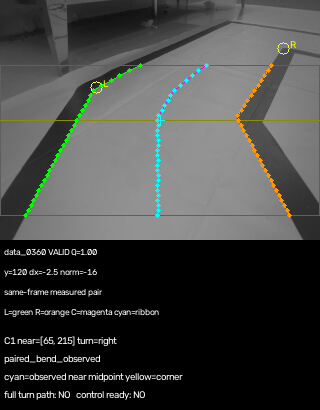 L
R
data_0360 VALID Q=1.00
y=120 dx=-2.5 norm=-16
same-frame measured pair
L=green R=orange C=magenta cyan=ribbon
C1 near=[65, 215] turn=right
paired_bend_observed
cyan=observed near midpoint yellow=corner
full turn path: NO control ready: NO